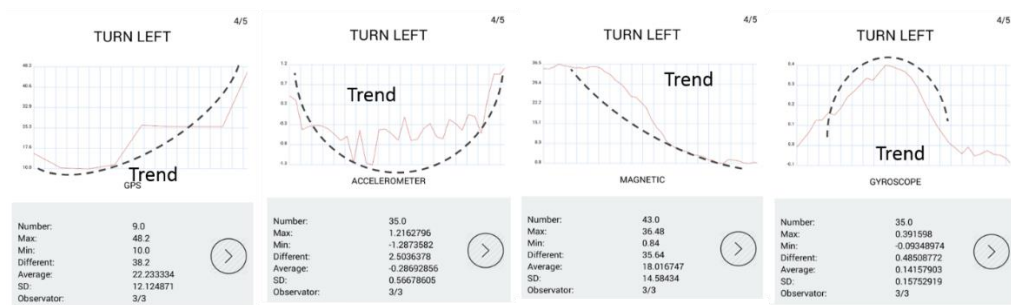 4/5
TURN LEFT
Trend
GPS
Number: 9.0
Max: 48.2
Min: 10.0
Different: 38.2
Average: 22.233334
SD: 12.124871
Observator: 3/3
4/5
TURN LEFT
Trend
ACCELEROMETER
Number: 35.0
Max: 1.2162796
Min: -1.2873582
Different: 2.5036378
Average: -0.28692856
SD: 0.56678605
Observator: 3/3
4/5
TURN LEFT
Trend
MAGNETIC
Number: 43.0
Max: 36.48
Min: 0.84
Different: 35.64
Average: 18.016747
SD: 14.58434
Observator: 3/3
4/5
TURN LEFT
Trend
GYROSCOPE
Number: 35.0
Max: 0.391598
Min: -0.09348974
Different: 0.48508772
Average: 0.14157903
SD: 0.15752919
Observator: 3/3